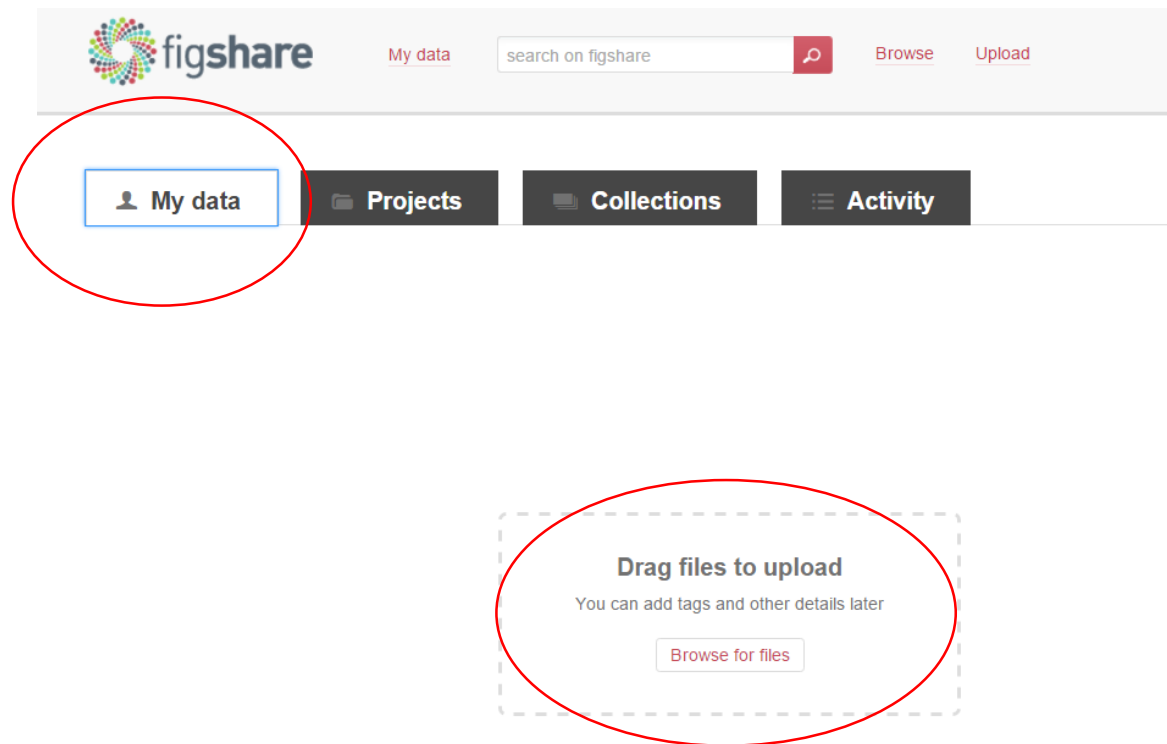 figshare My data search on figshare Browse Upload
My data Projects Collections Activity
Drag files to upload
You can add tags and other details later
Browse for files